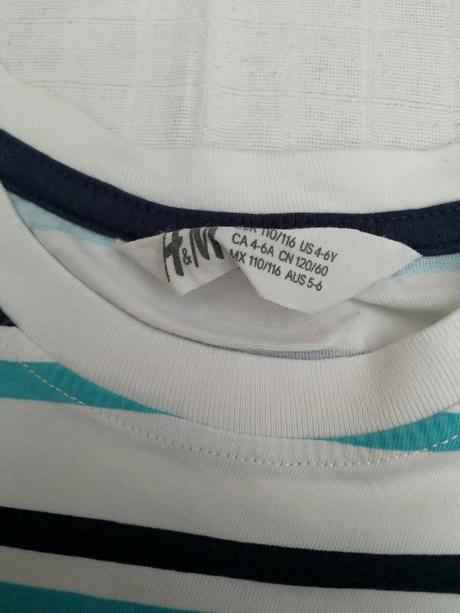 H&M
110/116 US 4-6Y
CA 4-6A CN 120/60
MX 110/116 AUS 5-6